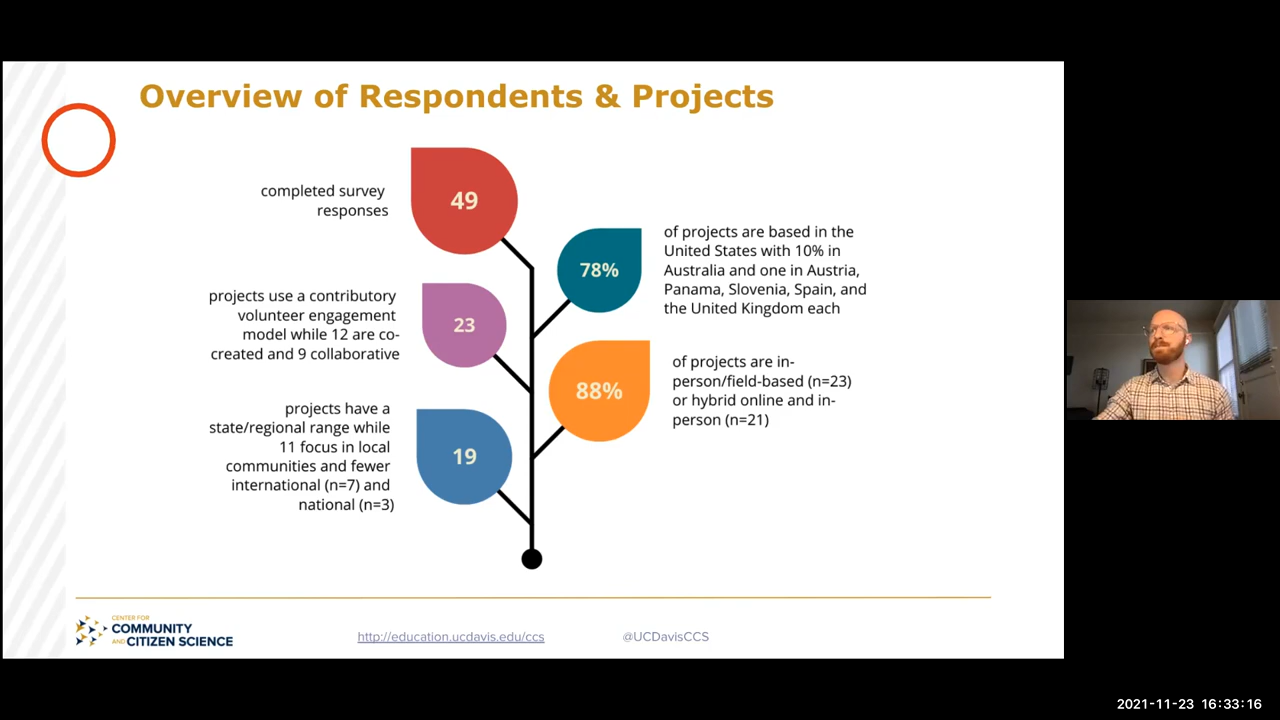 Overview of Respondents & Projects
completed survey
responses
49
78%
of projects are based in the
United States with 10% in
Australia and one in Austria,
Panama, Slovenia, Spain, and
the United Kingdom each
projects use a contributory
volunteer engagement
model while 12 are co-
created and 9 collaborative
23
88%
of projects are in-
person/field-based (n=23)
or hybrid online and in-
person (n=21)
projects have a
state/regional range while
11 focus in local
communities and fewer
international (n=7) and
national (n=3)
19
CENTER FOR
COMMUNITY
AND CITIZEN SCIENCE
http://education.ucdavis.edu/ccs
@UCDavisCCS
2021-11-23 16:33:16